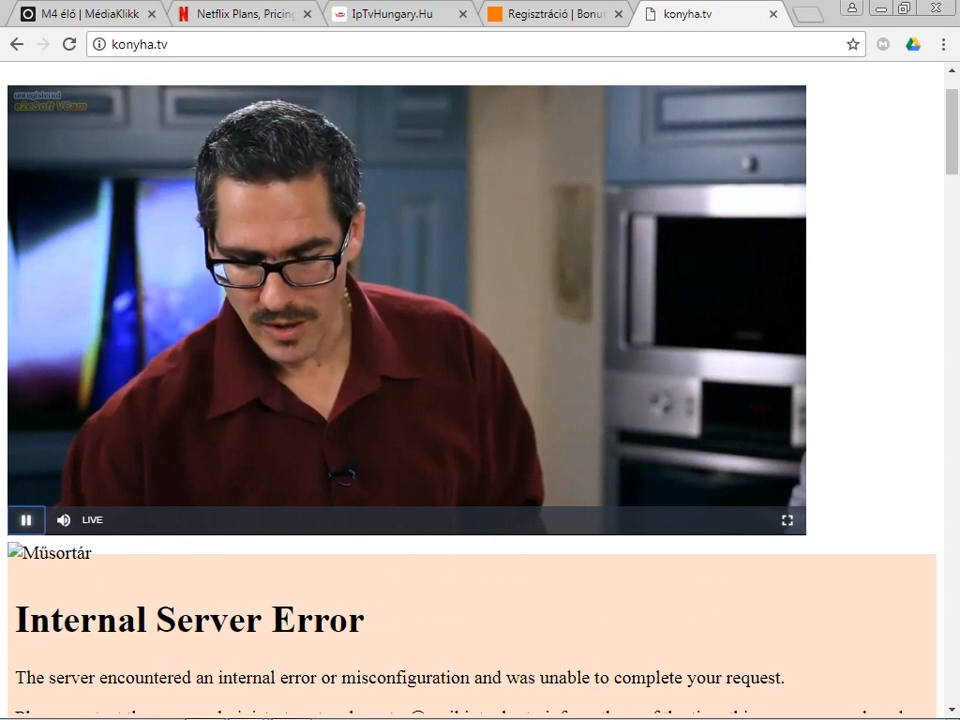 M4 élő | MédiaKlikk
Netflix Plans, Pricing
IpTvHungary.Hu
Regisztráció | Bonu
konyha.tv
konyha.tv
unregistered
e2eSoft VCam
LIVE
Műsortár
Internal Server Error
The server encountered an internal error or misconfiguration and was unable to complete your request.